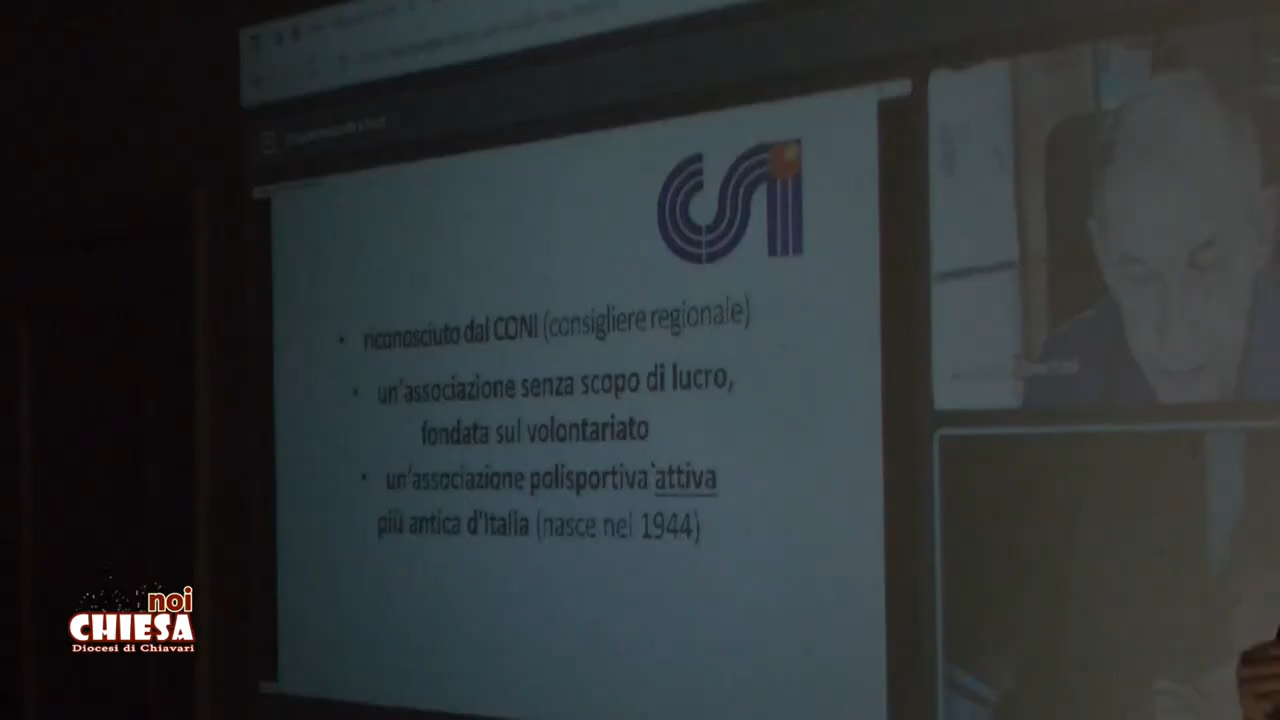 CSI
• riconosciuto dal CONI (consigliere regionale)
• un'associazione senza scopo di lucro,
fondata sul volontariato
• un'associazione polisportiva attiva
più antica d'Italia (nasce nel 1944)
noi
CHIESA
Diocesi di Chiavari